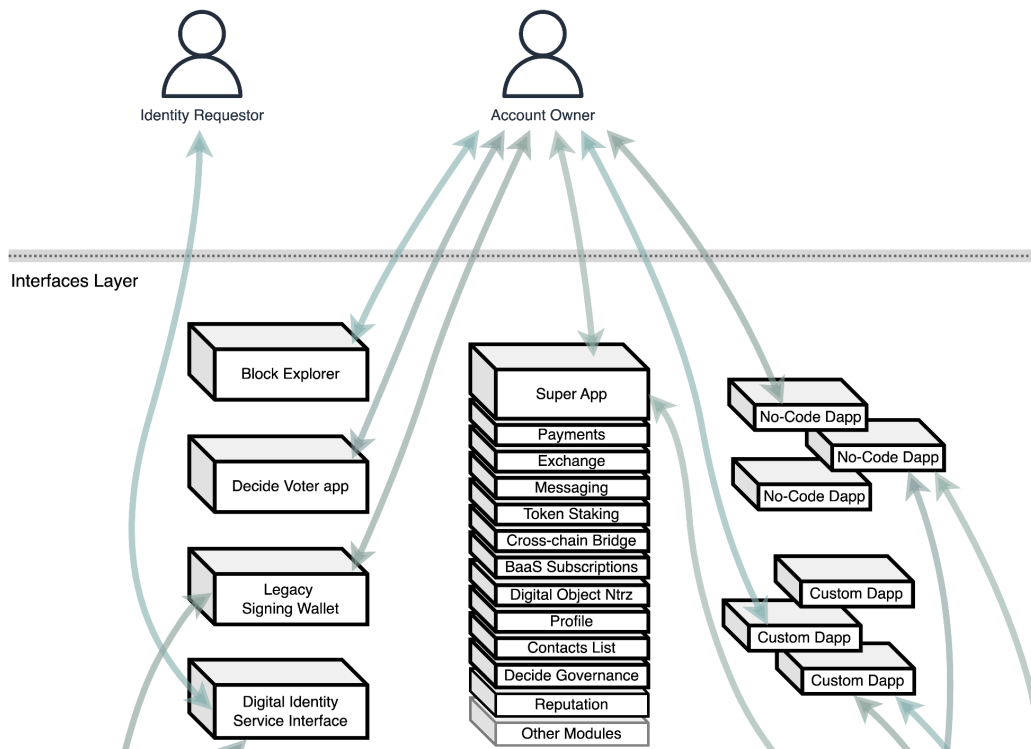 Identity Requestor
Account Owner
Interfaces Layer
Block Explorer
Decide Voter app
Legacy
Signing Wallet
Digital Identity
Service Interface
Super App
Payments
Exchange
Messaging
Token Staking
Cross-chain Bridge
BaaS Subscriptions
Digital Object Ntrz
Profile
Contacts List
Decide Governance
Reputation
Other Modules
No-Code Dapp
No-Code Dapp
No-Code Dapp
Custom Dapp
Custom Dapp
Custom Dapp